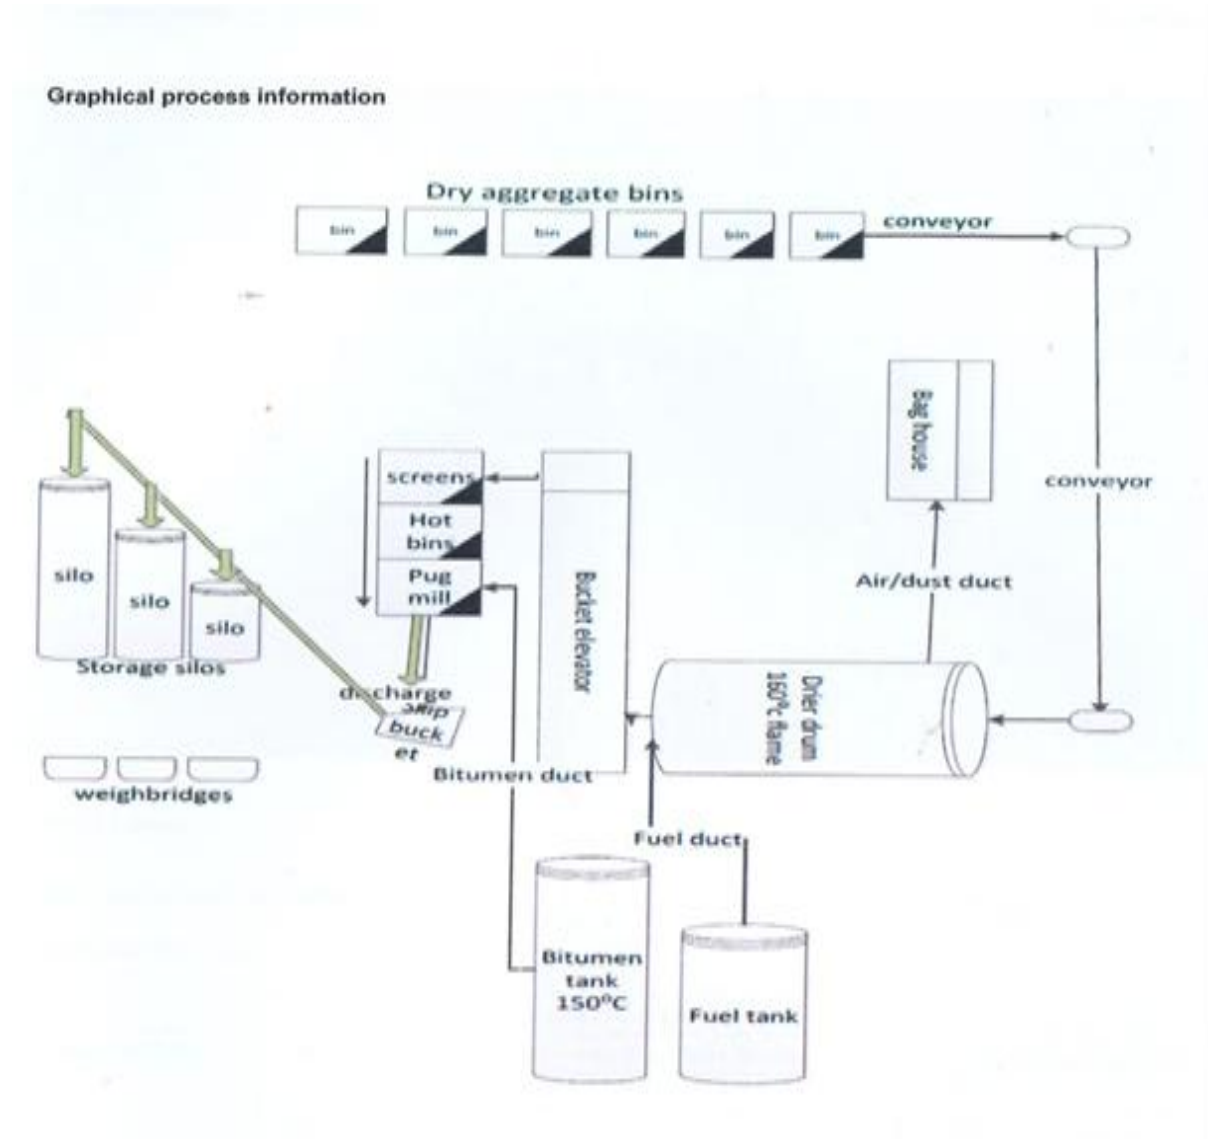 Graphical process information
Dry aggregate bins
bin
bin
bin
bin
bin
bin
conveyor
Bag house
conveyor
screens
Hot
bins
Pug
mill
Bucket elevator
Air/dust duct
silo
silo
silo
Storage silos
discharge
skip
buck
et
Drier drum
160°c flame
Bitumen duct
weighbridges
Fuel duct
Bitumen
tank
150°C
Fuel tank